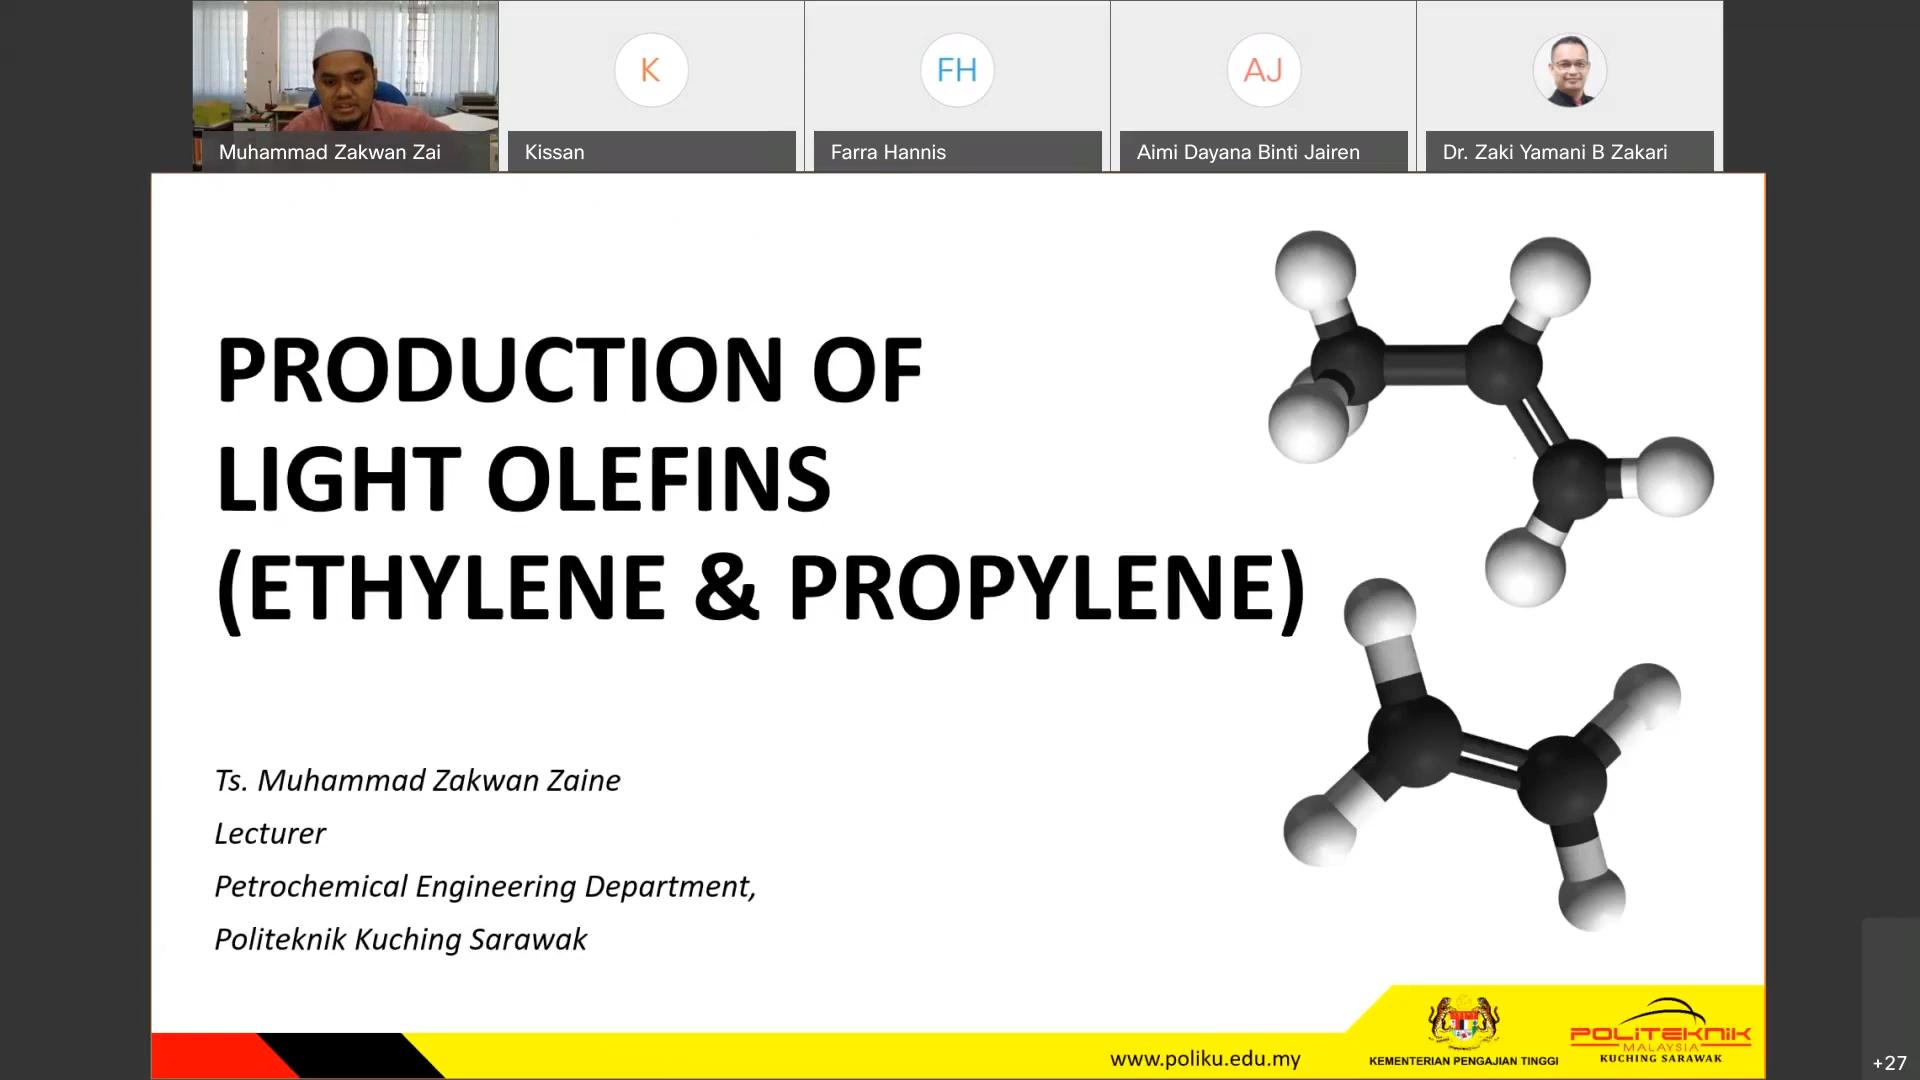 K
FH
AJ
Muhammad Zakwan Zai
Kissan
Farra Hannis
Aimi Dayana Binti Jairen
Dr. Zaki Yamani B Zakari
PRODUCTION OF
LIGHT OLEFINS
(ETHYLENE & PROPYLENE)
Ts. Muhammad Zakwan Zaine
Lecturer
Petrochemical Engineering Department,
Politeknik Kuching Sarawak
www.poliku.edu.my
KEMENTERIAN PENGAJIAN TINGGI
POLITEKNIK
MALAYSIA
KUCHING SARAWAK
+27